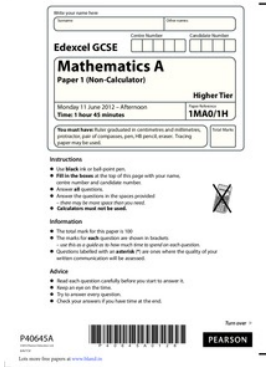 Write your name here
Surname
Other names
Centre Number
Candidate Number
Edexcel GCSE
Mathematics A
Paper 1 (Non-Calculator)
Higher Tier
Monday 11 June 2012 – Afternoon
Time: 1 hour 45 minutes
Paper Reference
1MA0/1H
You must have: Ruler graduated in centimetres and millimetres,
protractor, pair of compasses, pen, HB pencil, eraser. Tracing
paper may be used.
Total Marks
Instructions
● Use black ink or ball-point pen.
● Fill in the boxes at the top of this page with your name,
centre number and candidate number.
● Answer all questions.
● Answer the questions in the spaces provided
– there may be more space than you need.
● Calculators must not be used.
Information
● The total mark for this paper is 100
● The marks for each question are shown in brackets
– use this as a guide as to how much time to spend on each question.
● Questions labelled with an asterisk (*) are ones where the quality of your
written communication will be assessed.
Advice
● Read each question carefully before you start to answer it.
● Keep an eye on the time.
● Try to answer every question.
● Check your answers if you have time at the end.
Turn over
P40645A
PEARSON